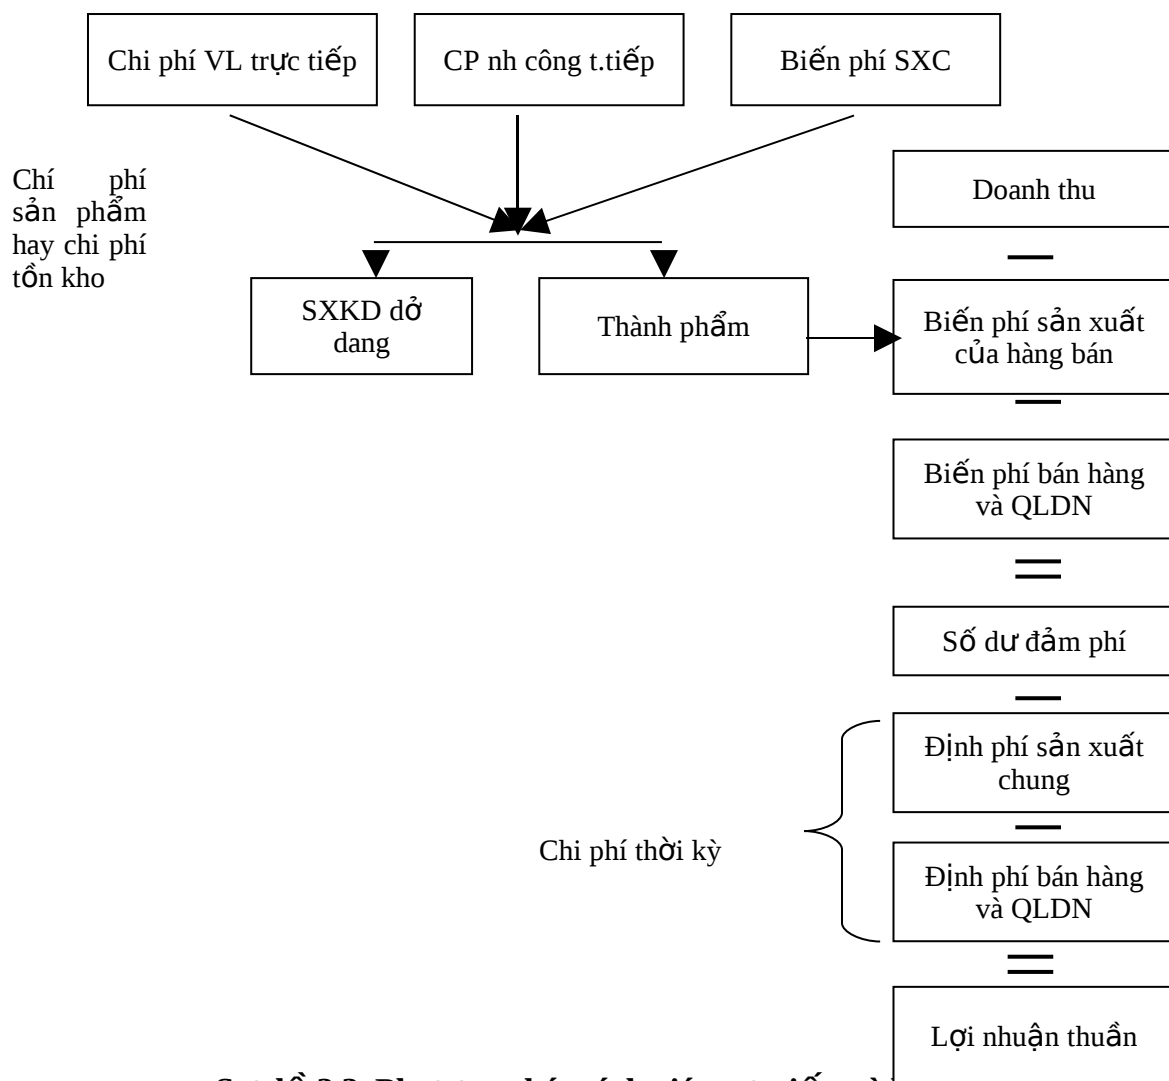 Chi phí VL trực tiếp
CP nh công t.tiếp
Biến phí SXC
Chí phí
sản phẩm
hay chi phí
tồn kho
Doanh thu
SXKD dở
dang
Thành phẩm
Biến phí sản xuất
của hàng bán
Biến phí bán hàng
và QLDN
Số dư đảm phí
Định phí sản xuất
chung
Chi phí thời kỳ
Định phí bán hàng
và QLDN
Lợi nhuận thuần